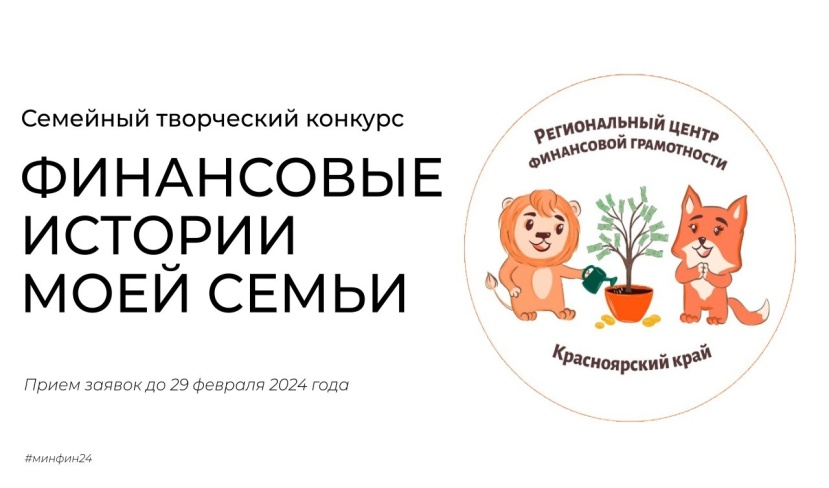 Семейный творческий конкурс
ФИНАНСОВЫЕ
ИСТОРИИ
МОЕЙ СЕМЬИ
Прием заявок до 29 февраля 2024 года
#минфин24
Региональный центр
финансовой грамотности
Красноярский край